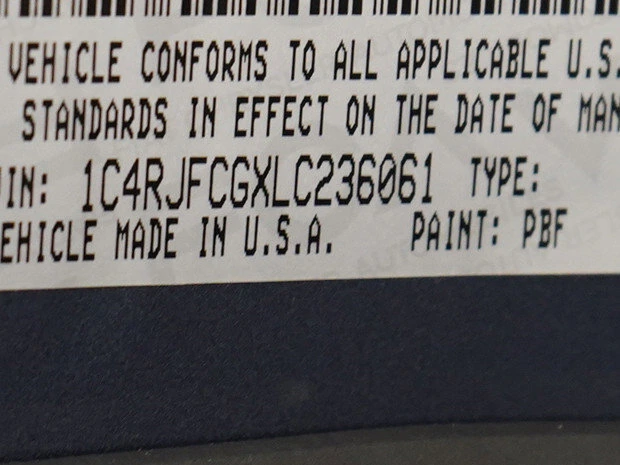 VEHICLE CONFORMS TO ALL APPLICABLE U.S.
STANDARDS IN EFFECT ON THE DATE OF MAN
IN: 1C4RJFCGXLC236061 TYPE:
EHICLE MADE IN U.S.A. PAINT: PBF